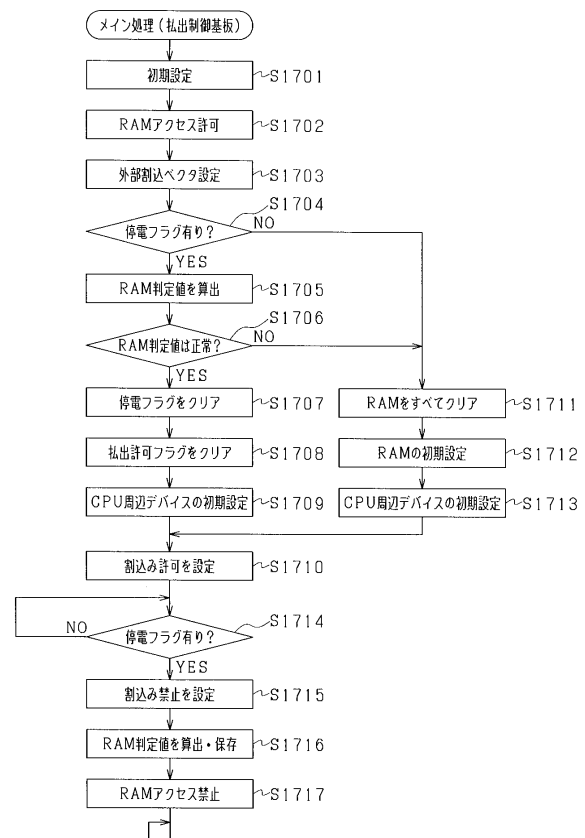 メイン処理(払出制御基板)
初期設定
S1701
RAMアクセス許可
S1702
外部割込ベクタ設定
S1703
S1704
停電フラグ有り?
NO
YES
RAM判定値を算出
S1705
S1706
RAM判定値は正常?
NO
YES
停電フラグをクリア
S1707
RAMをすべてクリア
S1711
払出許可フラグをクリア
S1708
RAMの初期設定
S1712
CPU周辺デバイスの初期設定
S1709
CPU周辺デバイスの初期設定
S1713
割込み許可を設定
S1710
S1714
NO
停電フラグ有り?
YES
割込み禁止を設定
S1715
RAM判定値を算出・保存
S1716
RAMアクセス禁止
S1717